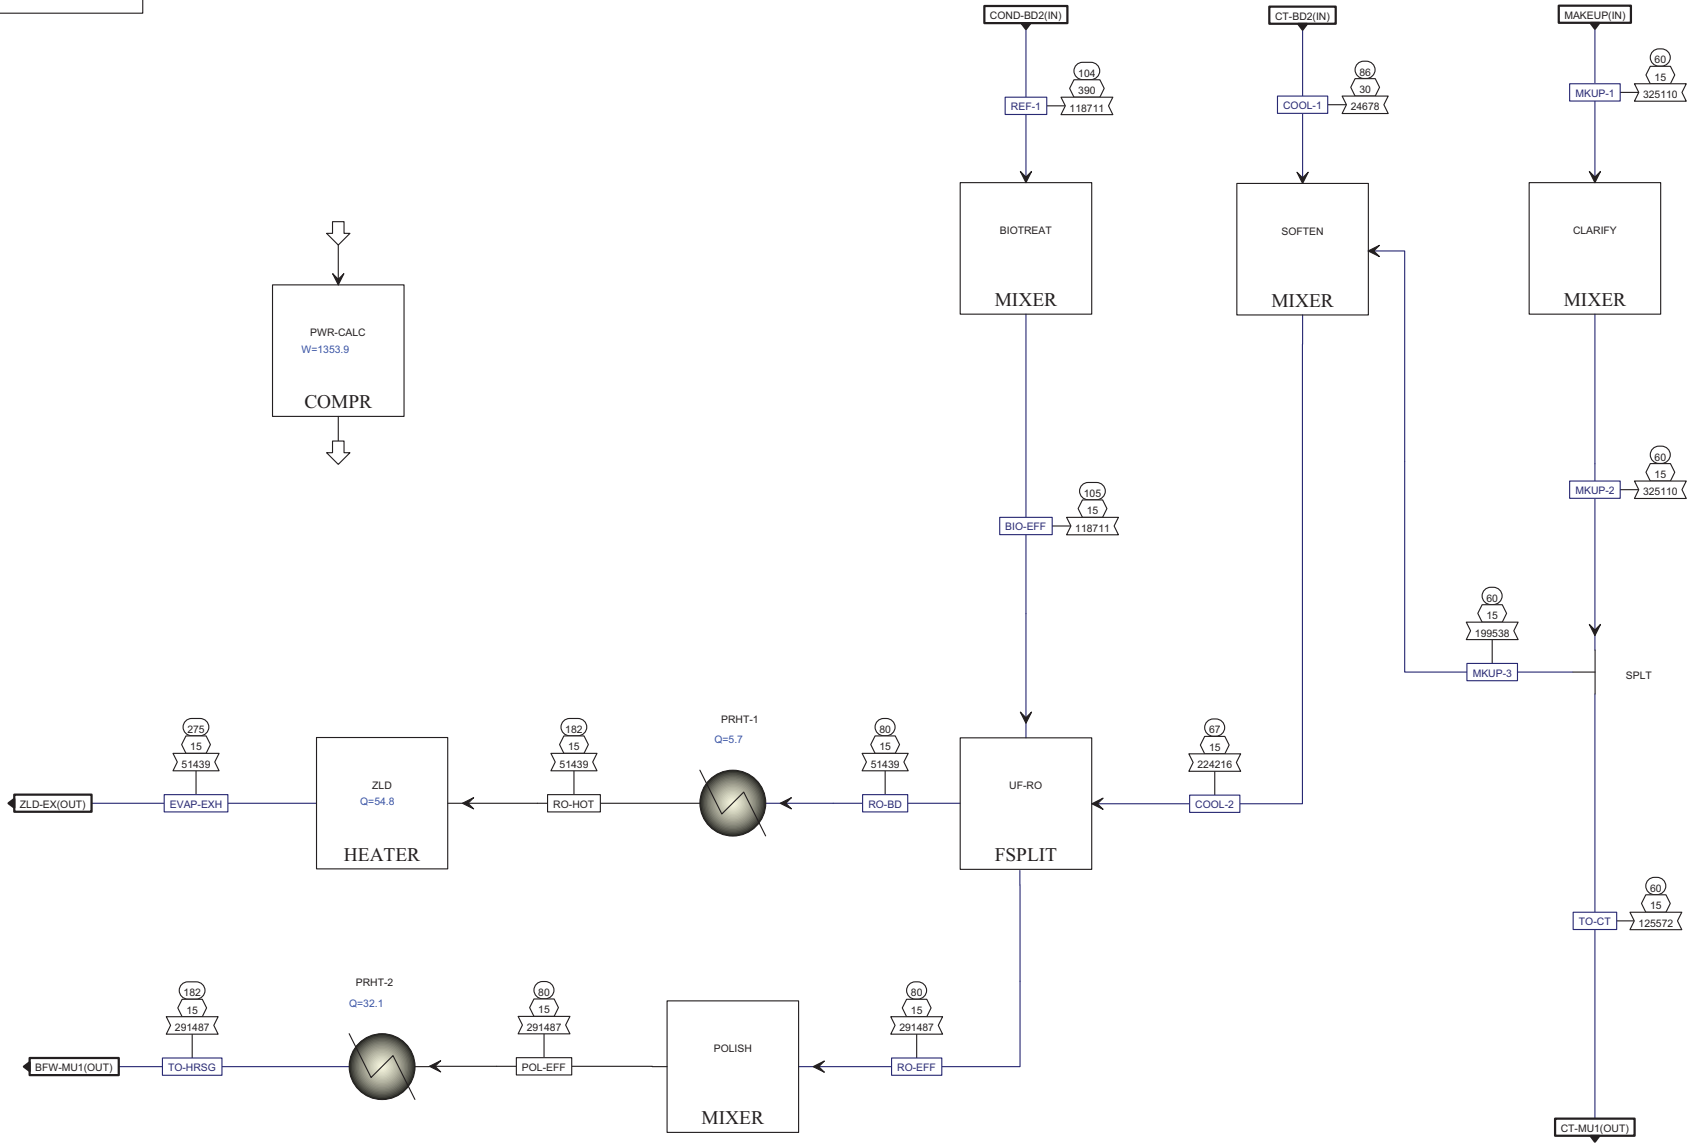 COND-BD2(IN)
CT-BD2(IN)
MAKEUP(IN)
104
390
118711
REF-1
86
30
24678
COOL-1
60
15
325110
MKUP-1
BIOTREAT
MIXER
SOFTEN
MIXER
CLARIFY
MIXER
PWR-CALC
W=1353.9
COMPR
105
15
118711
BIO-EFF
60
15
325110
MKUP-2
60
15
199538
MKUP-3
SPLT
275
15
51439
EVAP-EXH
ZLD-EX(OUT)
ZLD
Q=54.8
HEATER
182
15
51439
RO-HOT
PRHT-1
Q=5.7
80
15
51439
RO-BD
UF-RO
FSPLIT
67
15
224216
COOL-2
60
15
125572
TO-CT
182
15
291487
TO-HRSG
BFW-MU1(OUT)
PRHT-2
Q=32.1
80
15
291487
POL-EFF
POLISH
MIXER
80
15
291487
RO-EFF
CT-MU1(OUT)